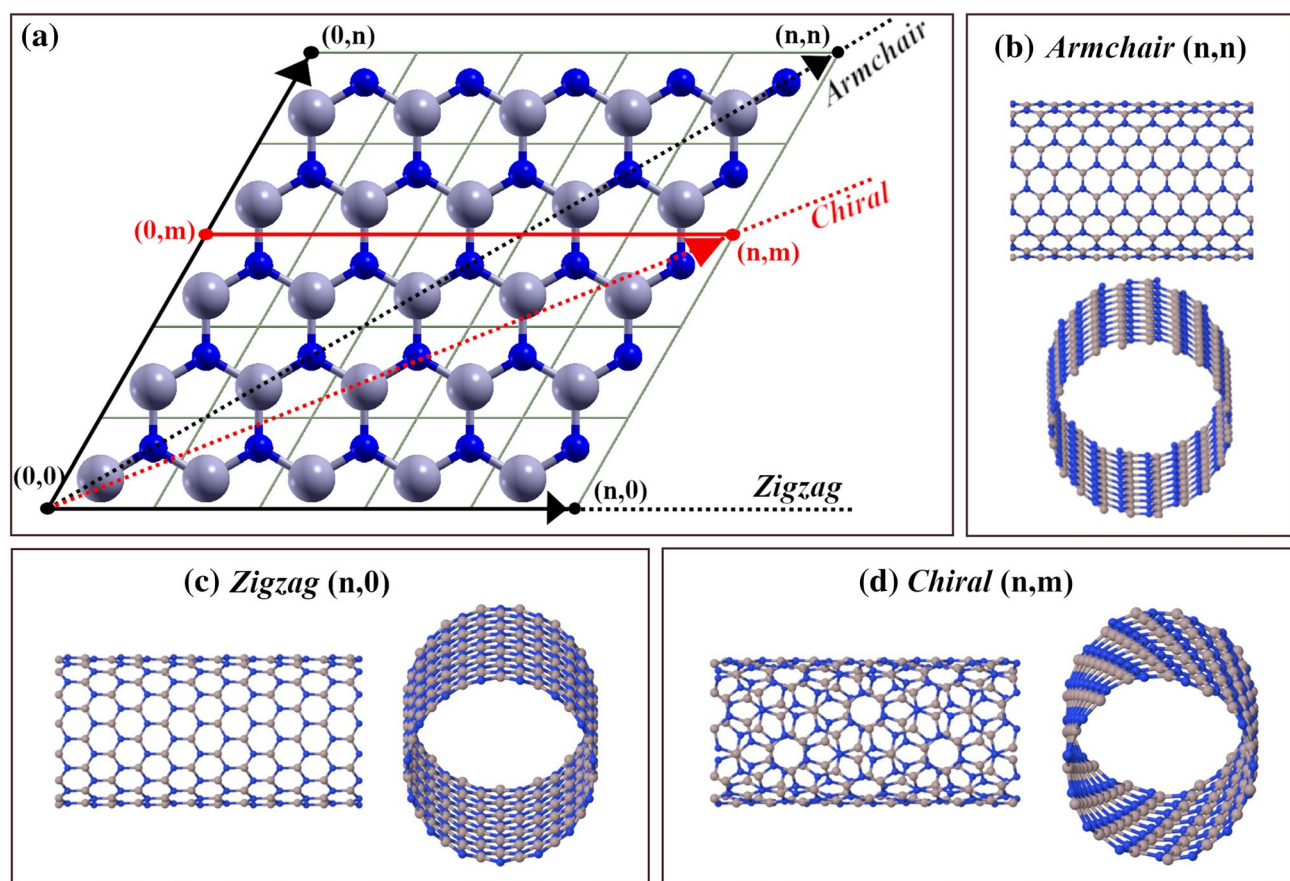 (a)
(0,n)
(n,n)
Armchair
(0,m)
Chiral
(n,m)
(0,0)
(n,0)
Zigzag
(b) Armchair (n,n)
(c) Zigzag (n,0)
(d) Chiral (n,m)